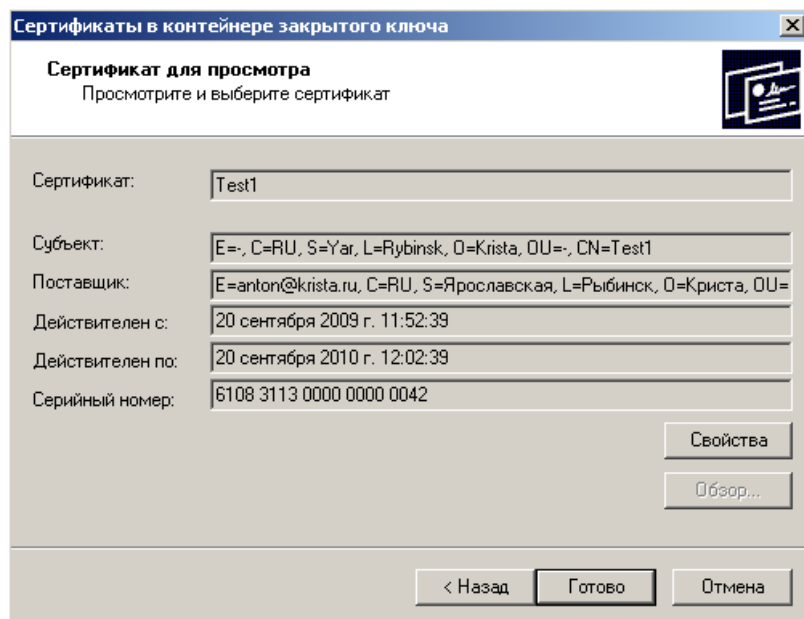 Сертификаты в контейнере закрытого ключа
Сертификат для просмотра
Просмотрите и выберите сертификат
Сертификат: Test1
Субъект: E=-, C=RU, S=Yar, L=Rybinsk, O=Krista, OU=-, CN=Test1
Поставщик: E=anton@krista.ru, C=RU, S=Ярославская, L=Рыбинск, O=Криста, OU=
Действителен с: 20 сентября 2009 г. 11:52:39
Действителен по: 20 сентября 2010 г. 12:02:39
Серийный номер: 6108 3113 0000 0000 0042
Свойства
Обзор...
< Назад Готово Отмена